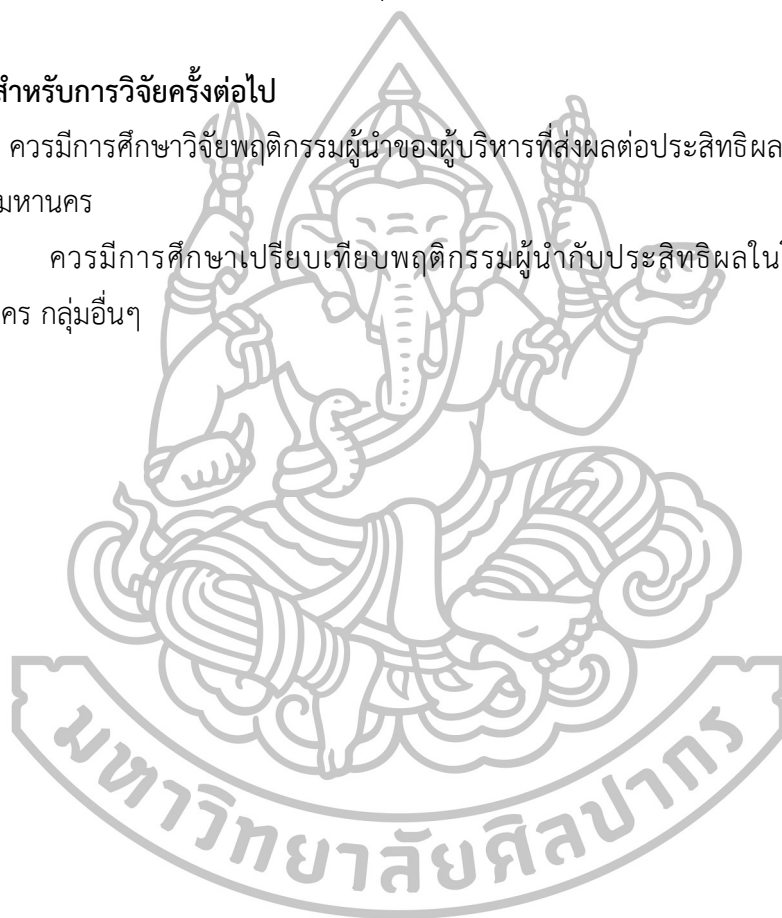 สำหรับการวิจัยครั้งต่อไป
ควรมีการศึกษาวิจัยพฤติกรรมผู้นำของผู้บริหารที่ส่งผลต่อประสิทธิผล
มหานคร
ควรมีการศึกษาเปรียบเทียบพฤติกรรมผู้นำกับประสิทธิผลใน
คร กลุ่มอื่นๆ
มหาวิทยาลัยศิลปากร